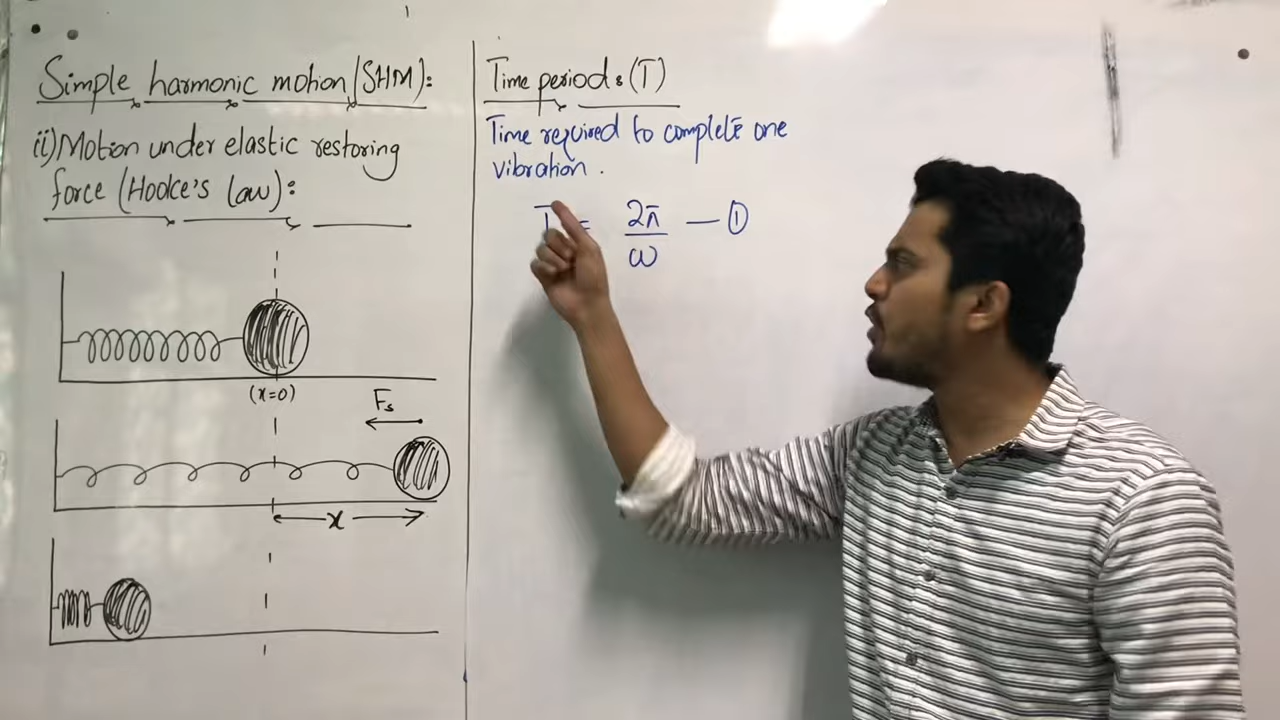 Simple harmonic motion (SHM):
ii) Motion under elastic restoring
force (Hooke's law):
(x=0)
Fs
x
Time period:(T)
Time required to complete one
vibration.
T = 2π/ω — ①